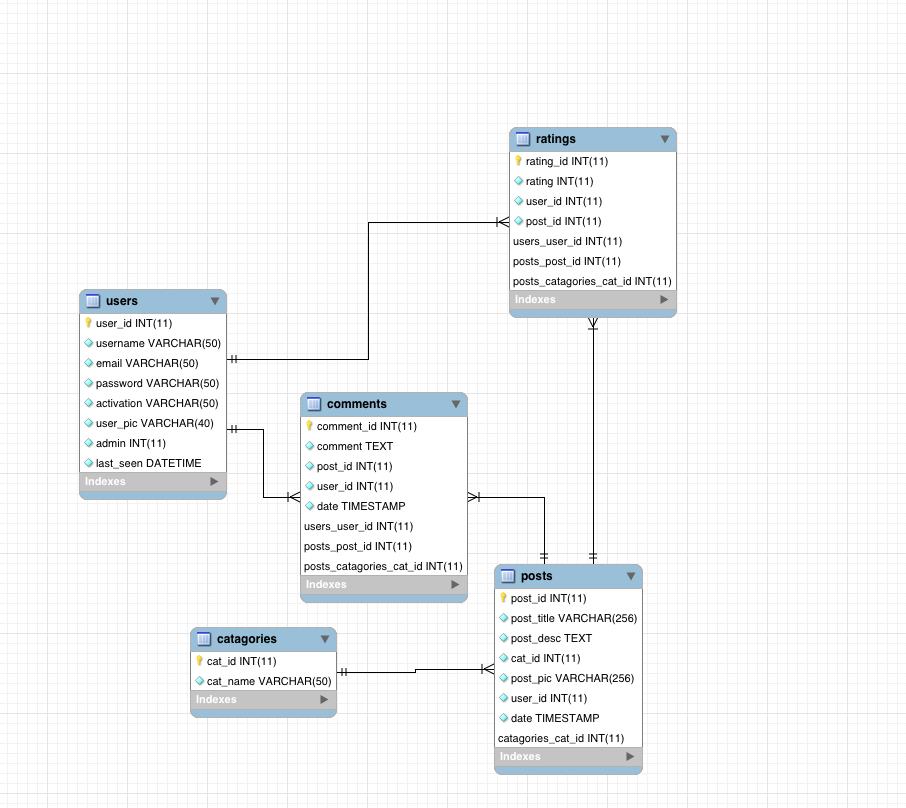 ratings
rating_id INT(11)
rating INT(11)
user_id INT(11)
post_id INT(11)
users_user_id INT(11)
posts_post_id INT(11)
posts_catagories_cat_id INT(11)
Indexes
users
user_id INT(11)
username VARCHAR(50)
email VARCHAR(50)
password VARCHAR(50)
activation VARCHAR(50)
user_pic VARCHAR(40)
admin INT(11)
last_seen DATETIME
Indexes
comments
comment_id INT(11)
comment TEXT
post_id INT(11)
user_id INT(11)
date TIMESTAMP
users_user_id INT(11)
posts_post_id INT(11)
posts_catagories_cat_id INT(11)
Indexes
posts
post_id INT(11)
post_title VARCHAR(256)
post_desc TEXT
cat_id INT(11)
post_pic VARCHAR(256)
user_id INT(11)
date TIMESTAMP
catagories_cat_id INT(11)
Indexes
catagories
cat_id INT(11)
cat_name VARCHAR(50)
Indexes